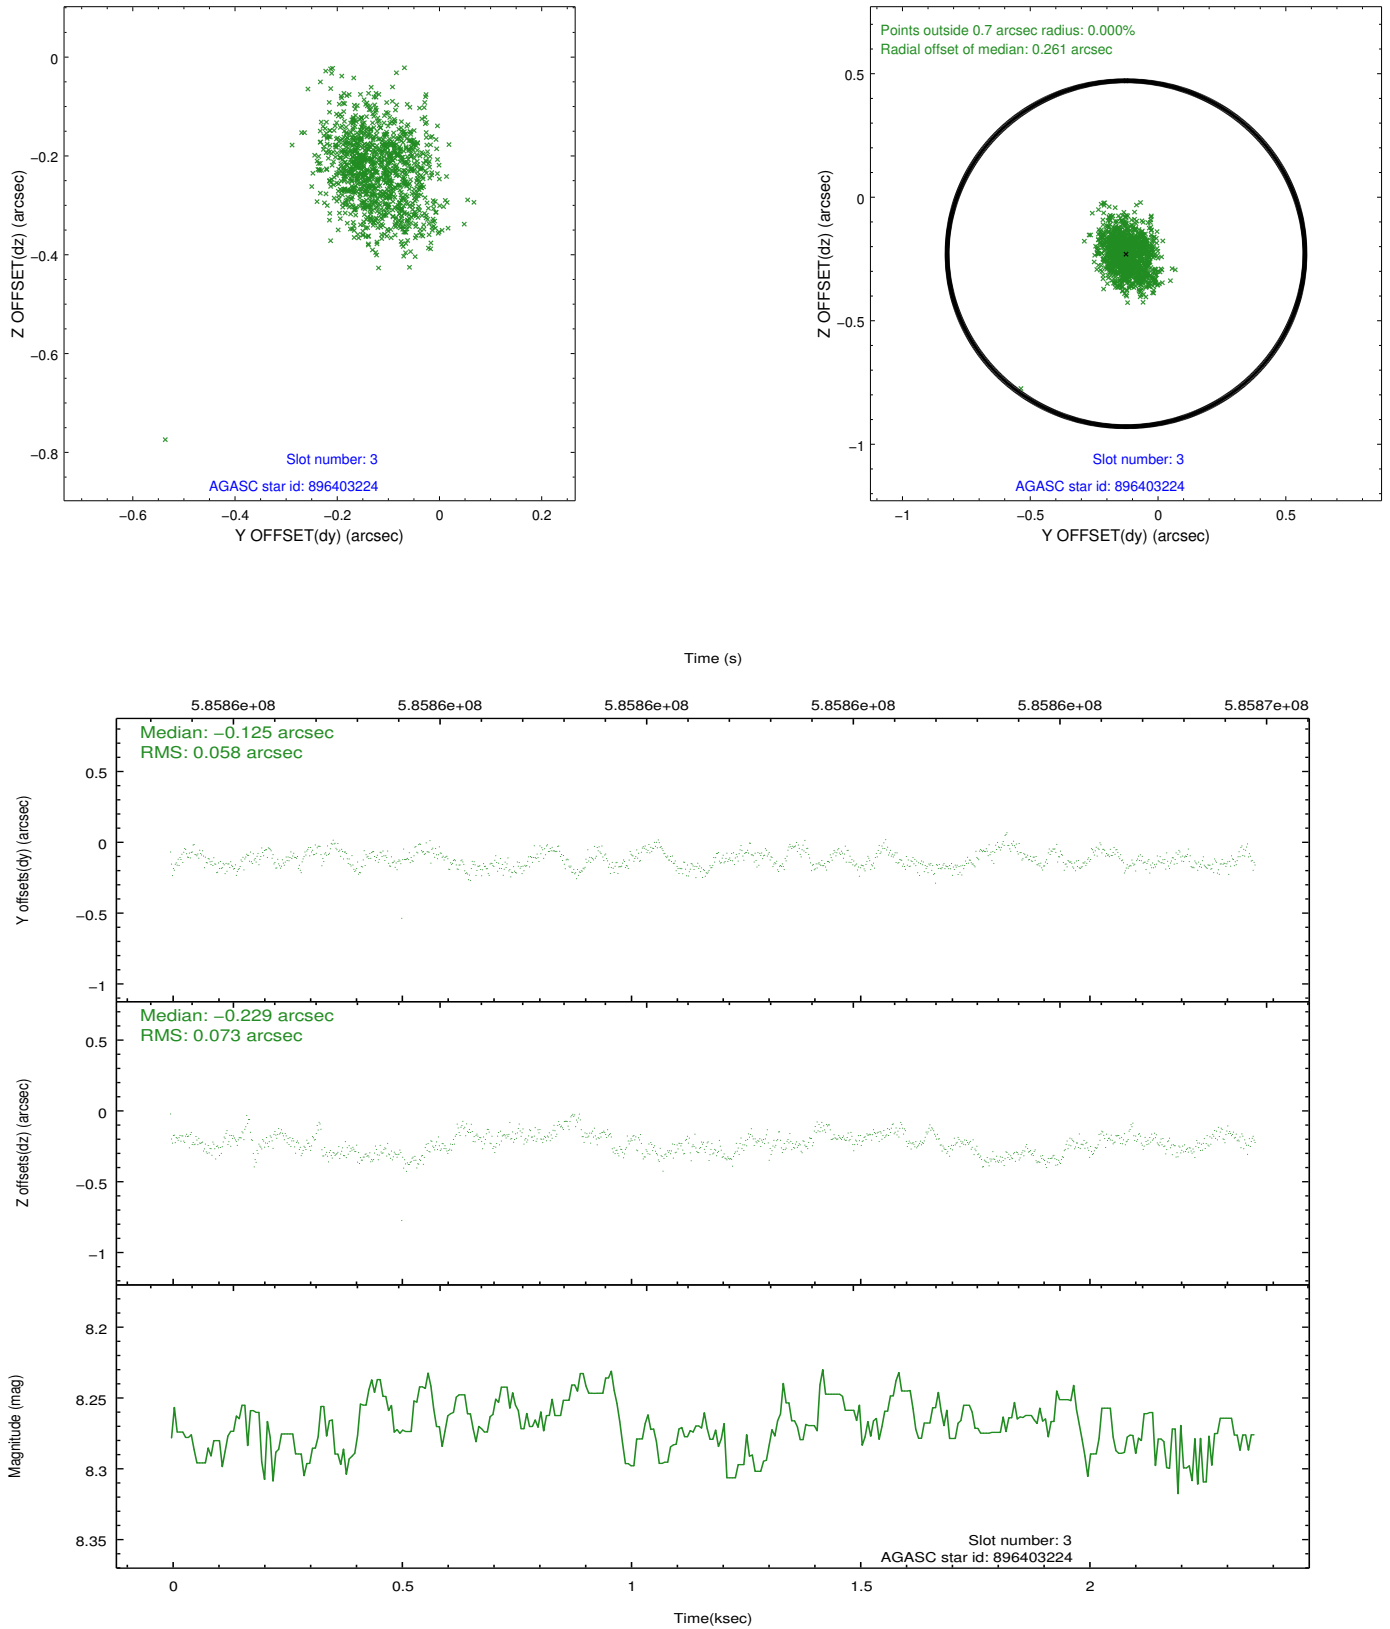 0
−0.2
−0.4
−0.6
−0.8
Z OFFSET(dz) (arcsec)
Slot number: 3
AGASC star id: 896403224
−0.6 −0.4 −0.2 0 0.2
Y OFFSET(dy) (arcsec)
Points outside 0.7 arcsec radius: 0.000%
Radial offset of median: 0.261 arcsec
0.5
0
−0.5
−1
Z OFFSET(dz) (arcsec)
Slot number: 3
AGASC star id: 896403224
−1 −0.5 0 0.5
Y OFFSET(dy) (arcsec)
Time (s)
5.8586e+08 5.8586e+08 5.8586e+08 5.8586e+08 5.8586e+08 5.8587e+08
Median: −0.125 arcsec
RMS: 0.058 arcsec
0.5
0
−0.5
−1
Y offsets(dy) (arcsec)
Median: −0.229 arcsec
RMS: 0.073 arcsec
0.5
0
−0.5
−1
Z offsets(dz) (arcsec)
8.2
8.25
8.3
8.35
Magnitude (mag)
Slot number: 3
AGASC star id: 896403224
0 0.5 1 1.5 2
Time(ksec)